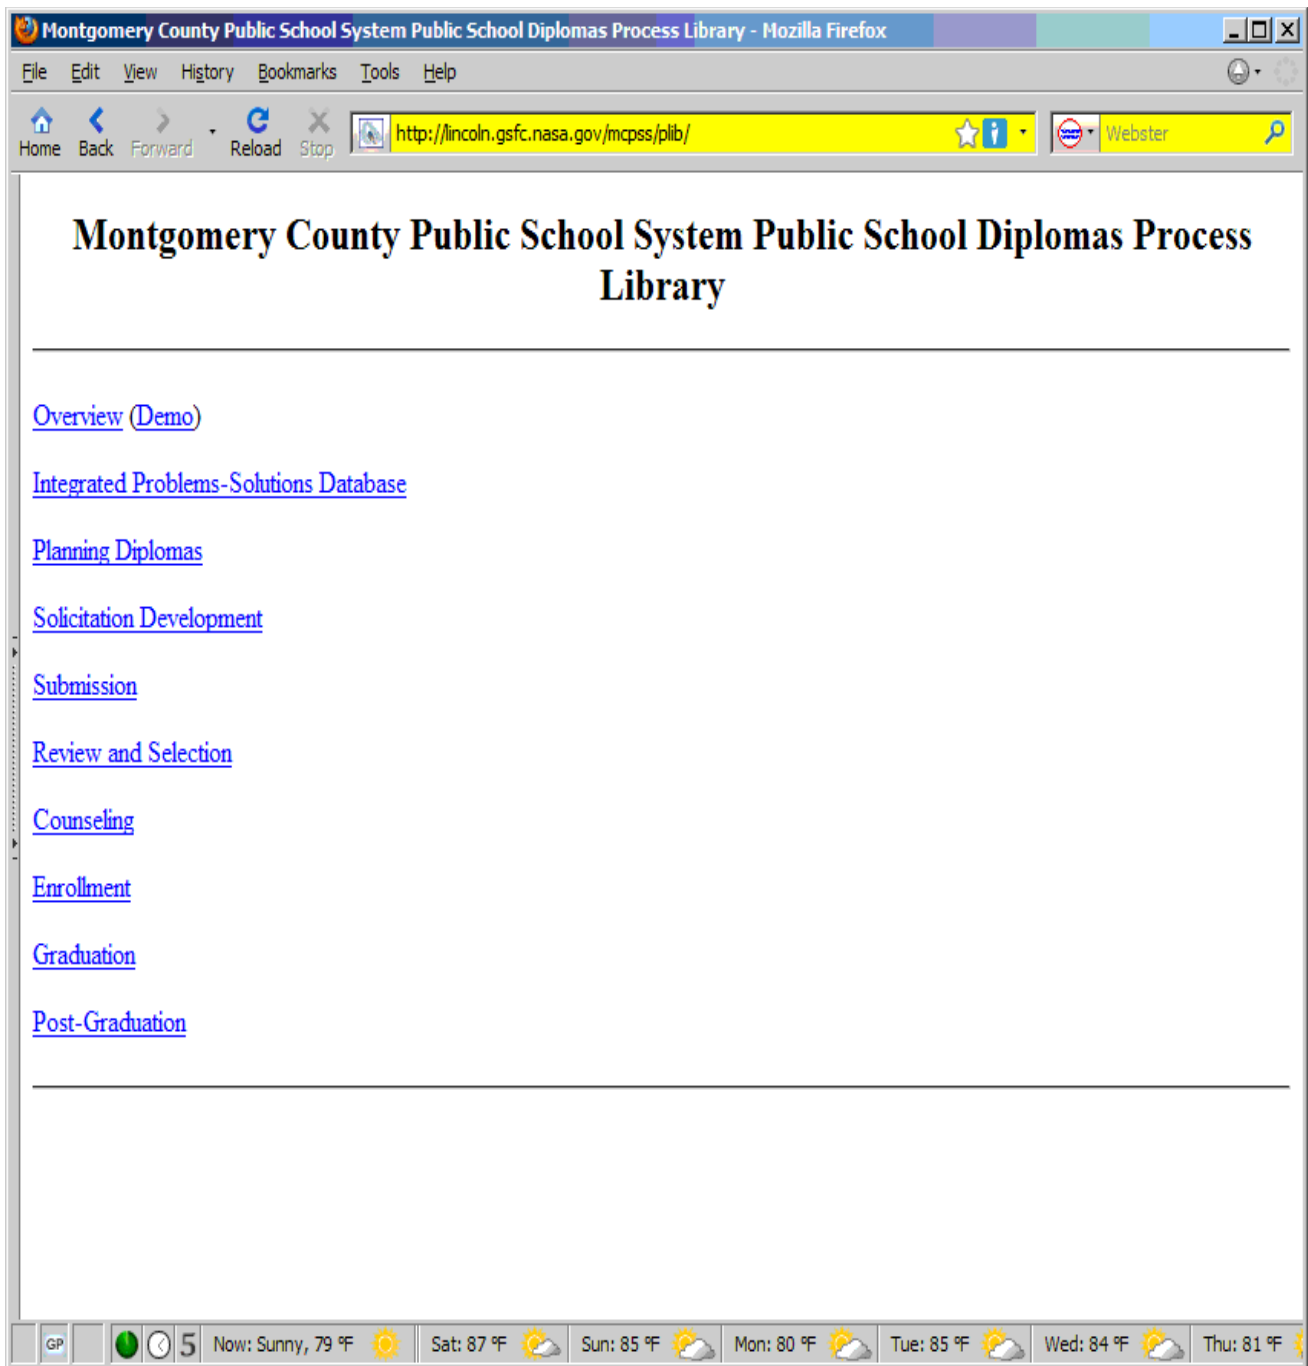 Montgomery County Public School System Public School Diplomas Process Library - Mozilla Firefox
File Edit View History Bookmarks Tools Help
Home Back Forward Reload Stop http://lincoln.gsfc.nasa.gov/mcpss/plib/ Webster
Montgomery County Public School System Public School Diplomas Process
Library
Overview (Demo)
Integrated Problems-Solutions Database
Planning Diplomas
Solicitation Development
Submission
Review and Selection
Counseling
Enrollment
Graduation
Post-Graduation
GP 5 Now: Sunny, 79 °F Sat: 87 °F Sun: 85 °F Mon: 80 °F Tue: 85 °F Wed: 84 °F Thu: 81 °F